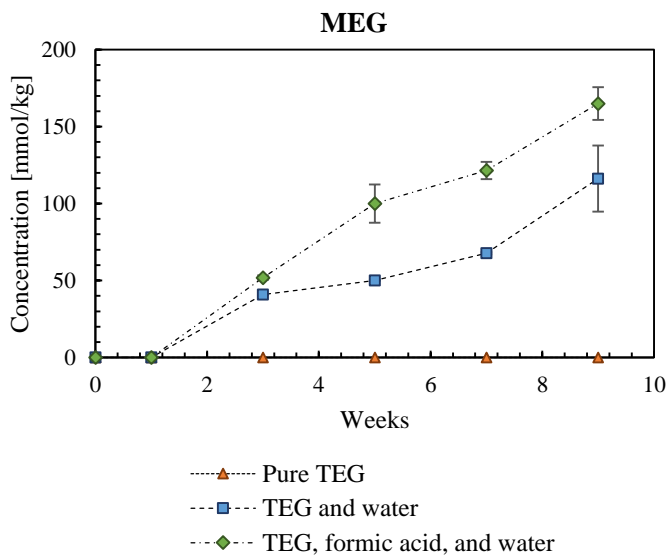 MEG
200
150
100
50
0
Concentration [mmol/kg]
0 2 4 6 8 10
Weeks
Pure TEG
TEG and water
TEG, formic acid, and water